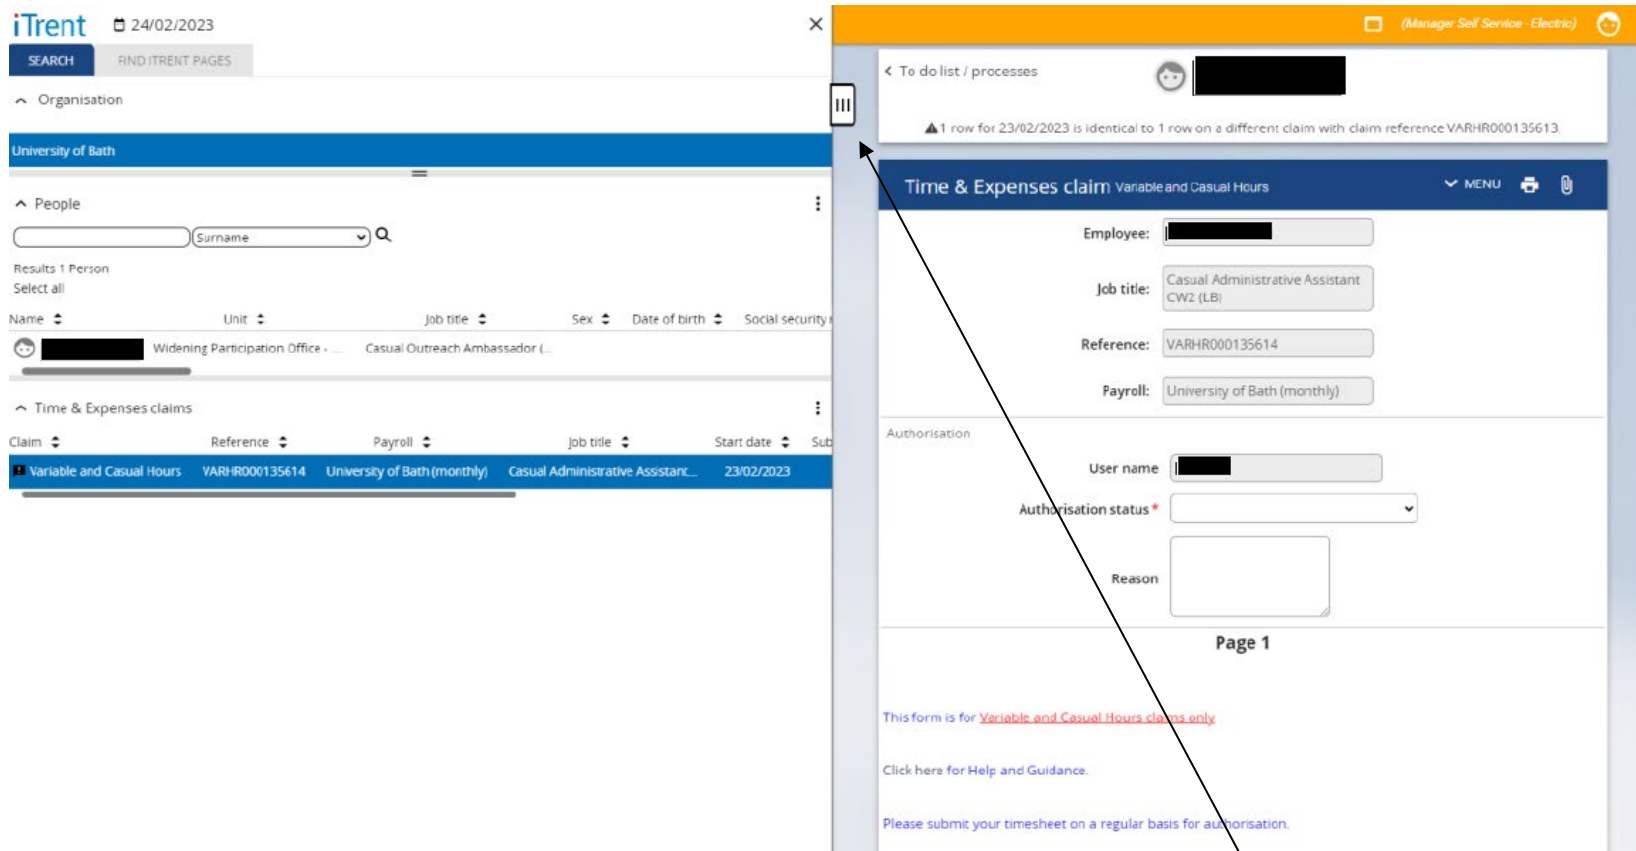 iTrent 24/02/2023
SEARCH FIND ITRENT PAGES
Organisation
University of Bath
People
Surname
Results 1 Person
Select all
Name Unit Job title Sex Date of birth Social security
Widening Participation Office - ... Casual Outreach Ambassador (...
Time & Expenses claims
Claim Reference Payroll Job title Start date Sub
Variable and Casual Hours VARHR000135614 University of Bath (monthly) Casual Administrative Assistant... 23/02/2023
(Manager Self Service - Electric)
To do list / processes
1 row for 23/02/2023 is identical to 1 row on a different claim with claim reference VARHR000135613.
Time & Expenses claim Variable and Casual Hours MENU
Employee:
Job title: Casual Administrative Assistant
CW2 (LB)
Reference: VARHR000135614
Payroll: University of Bath (monthly)
Authorisation
User name
Authorisation status*
Reason
Page 1
This form is for Variable and Casual Hours claims only
Click here for Help and Guidance.
Please submit your timesheet on a regular basis for authorisation.